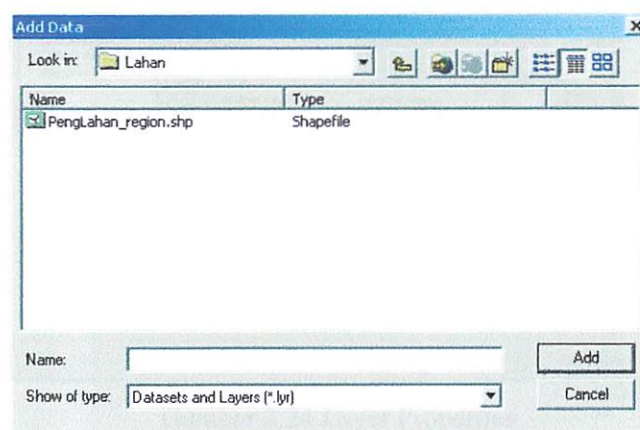 Add Data
Look in: Lahan
Name Type
PengLahan_region.shp Shapefile
Name: Add
Show of type: Datasets and Layers (*.lyr) Cancel